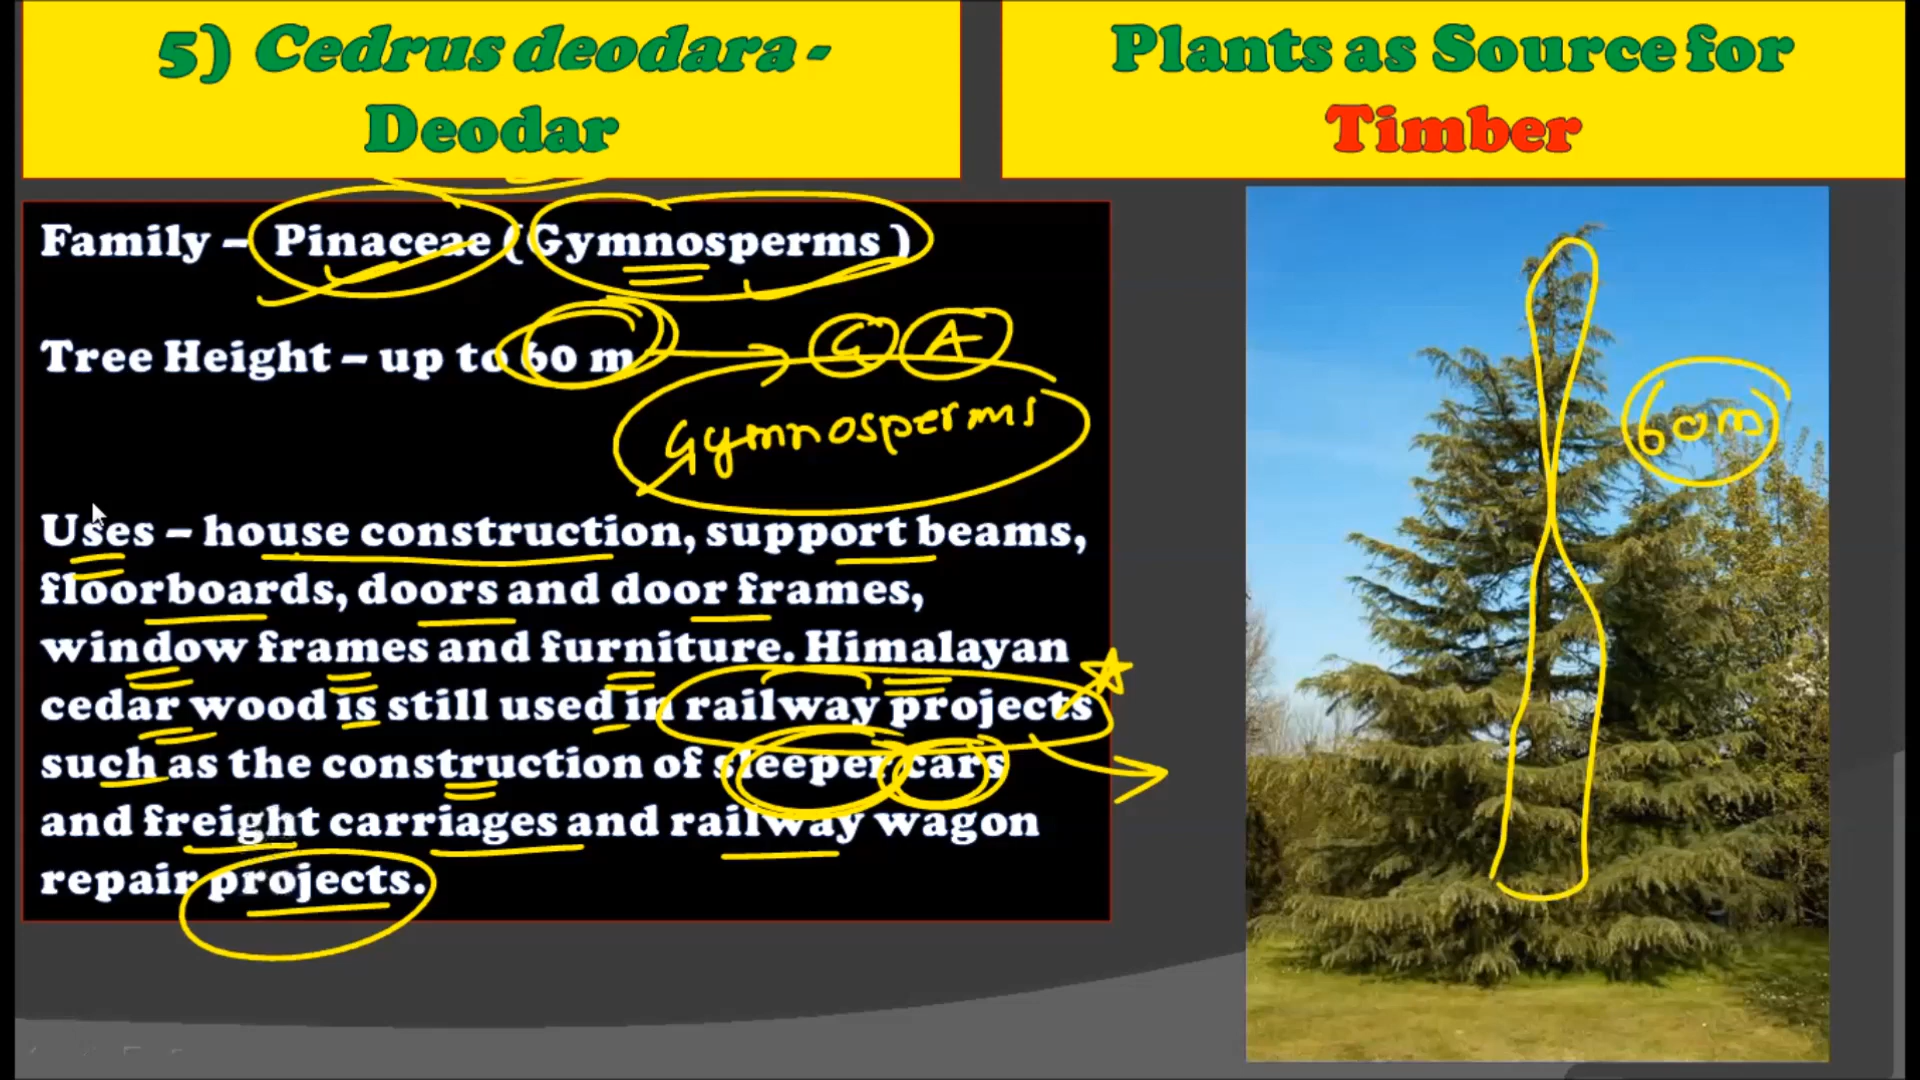 5) Cedrus deodara -
Deodar
Plants as Source for
Timber
Family – Pinaceae (Gymnosperms )
Tree Height – up to 60 m
G A
Gymnosperms
60m
Uses – house construction, support beams,
floorboards, doors and door frames,
window frames and furniture. Himalayan
cedar wood is still used in railway projects
such as the construction of sleeper cars
and freight carriages and railway wagon
repair projects.